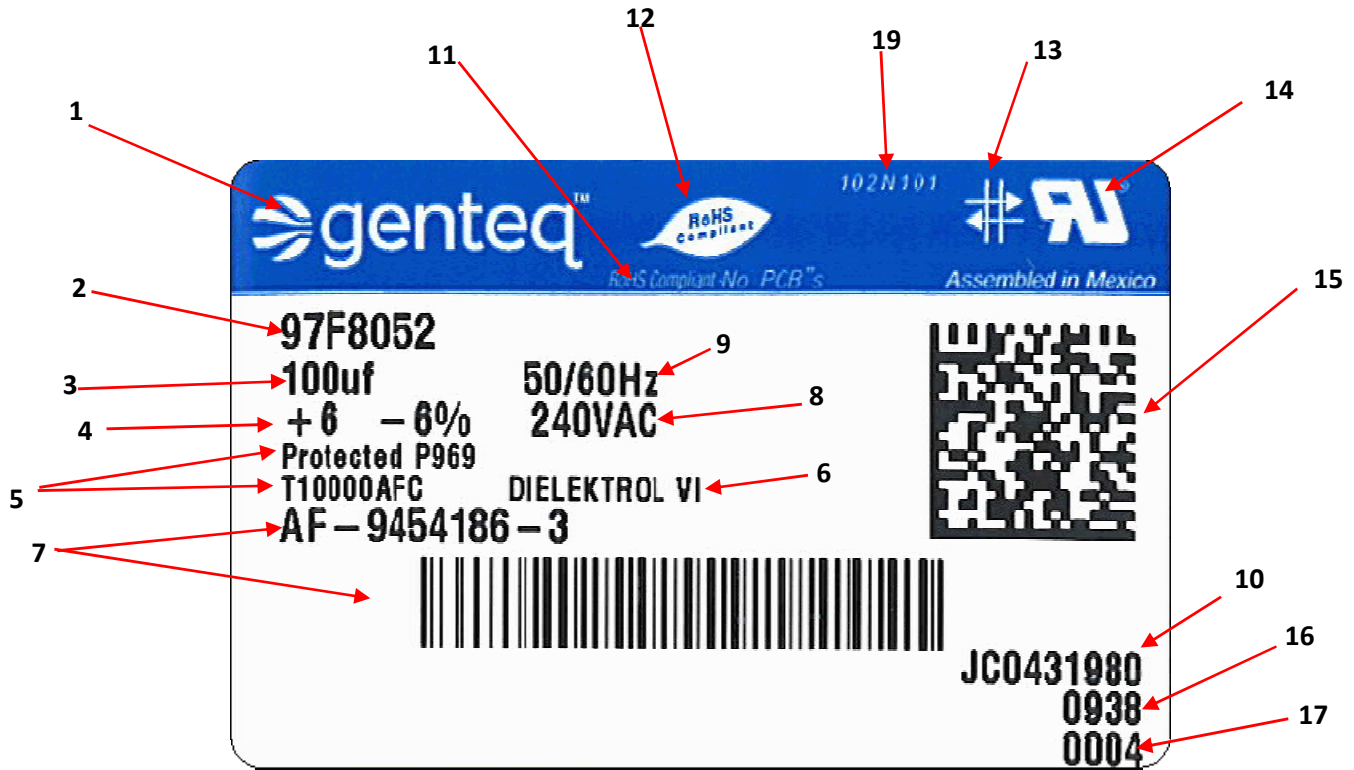 12
19
13
11
14
1
102N101
genteq™
RoHS
Compliant
RoHS Compliant-No PCB"s
Assembled in Mexico
2
97F8052
15
9
3
100uf 50/60Hz
8
4
+6 -6% 240VAC
Protected P969
6
5
T10000AFC DIELEKTROL VI
AF-9454186-3
7
10
JC0431980
16
0938
17
0004